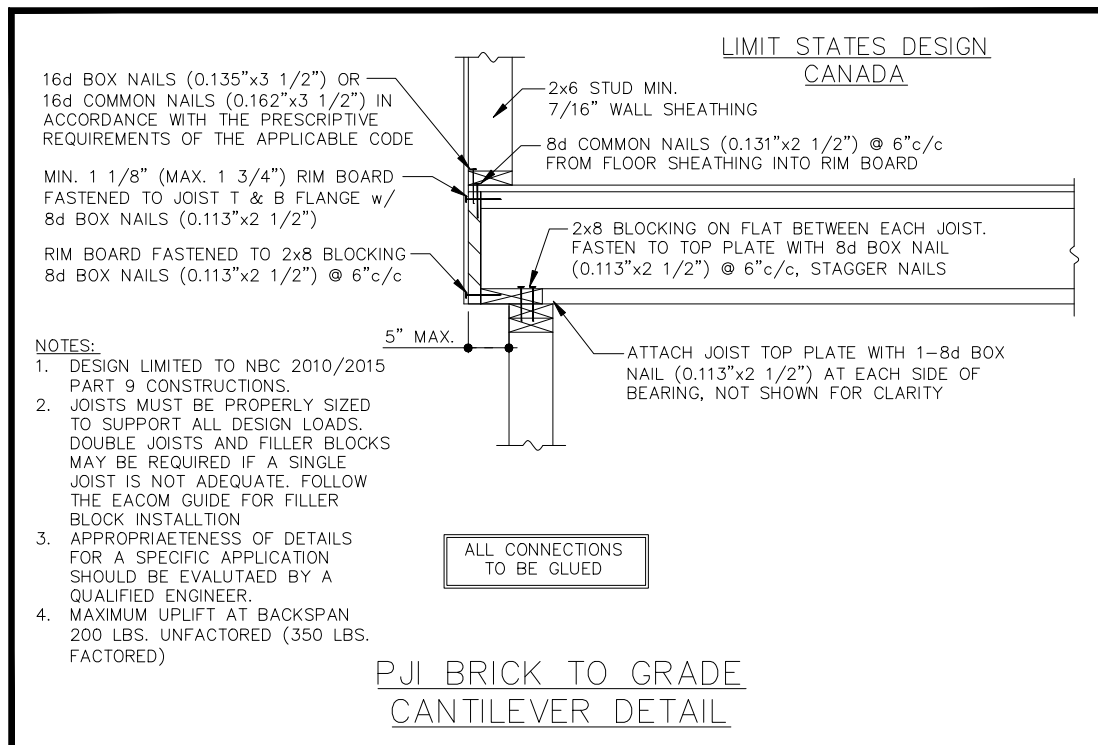 LIMIT STATES DESIGN
CANADA
16d BOX NAILS (0.135"x3 1/2") OR
16d COMMON NAILS (0.162"x3 1/2") IN
ACCORDANCE WITH THE PRESCRIPTIVE
REQUIREMENTS OF THE APPLICABLE CODE
2x6 STUD MIN.
7/16" WALL SHEATHING
8d COMMON NAILS (0.131"x2 1/2") @ 6"c/c
FROM FLOOR SHEATHING INTO RIM BOARD
MIN. 1 1/8" (MAX. 1 3/4") RIM BOARD
FASTENED TO JOIST T & B FLANGE w/
8d BOX NAILS (0.113"x2 1/2")
RIM BOARD FASTENED TO 2x8 BLOCKING
8d BOX NAILS (0.113"x2 1/2") @ 6"c/c
2x8 BLOCKING ON FLAT BETWEEN EACH JOIST.
FASTEN TO TOP PLATE WITH 8d BOX NAIL
(0.113"x2 1/2") @ 6"c/c, STAGGER NAILS
5" MAX.
ATTACH JOIST TOP PLATE WITH 1-8d BOX
NAIL (0.113"x2 1/2") AT EACH SIDE OF
BEARING, NOT SHOWN FOR CLARITY
NOTES:
1. DESIGN LIMITED TO NBC 2010/2015
PART 9 CONSTRUCTIONS.
2. JOISTS MUST BE PROPERLY SIZED
TO SUPPORT ALL DESIGN LOADS.
DOUBLE JOISTS AND FILLER BLOCKS
MAY BE REQUIRED IF A SINGLE
JOIST IS NOT ADEQUATE. FOLLOW
THE EACOM GUIDE FOR FILLER
BLOCK INSTALLTION
3. APPROPRIAETENESS OF DETAILS
FOR A SPECIFIC APPLICATION
SHOULD BE EVALUTAED BY A
QUALIFIED ENGINEER.
4. MAXIMUM UPLIFT AT BACKSPAN
200 LBS. UNFACTORED (350 LBS.
FACTORED)
ALL CONNECTIONS
TO BE GLUED
PJI BRICK TO GRADE
CANTILEVER DETAIL